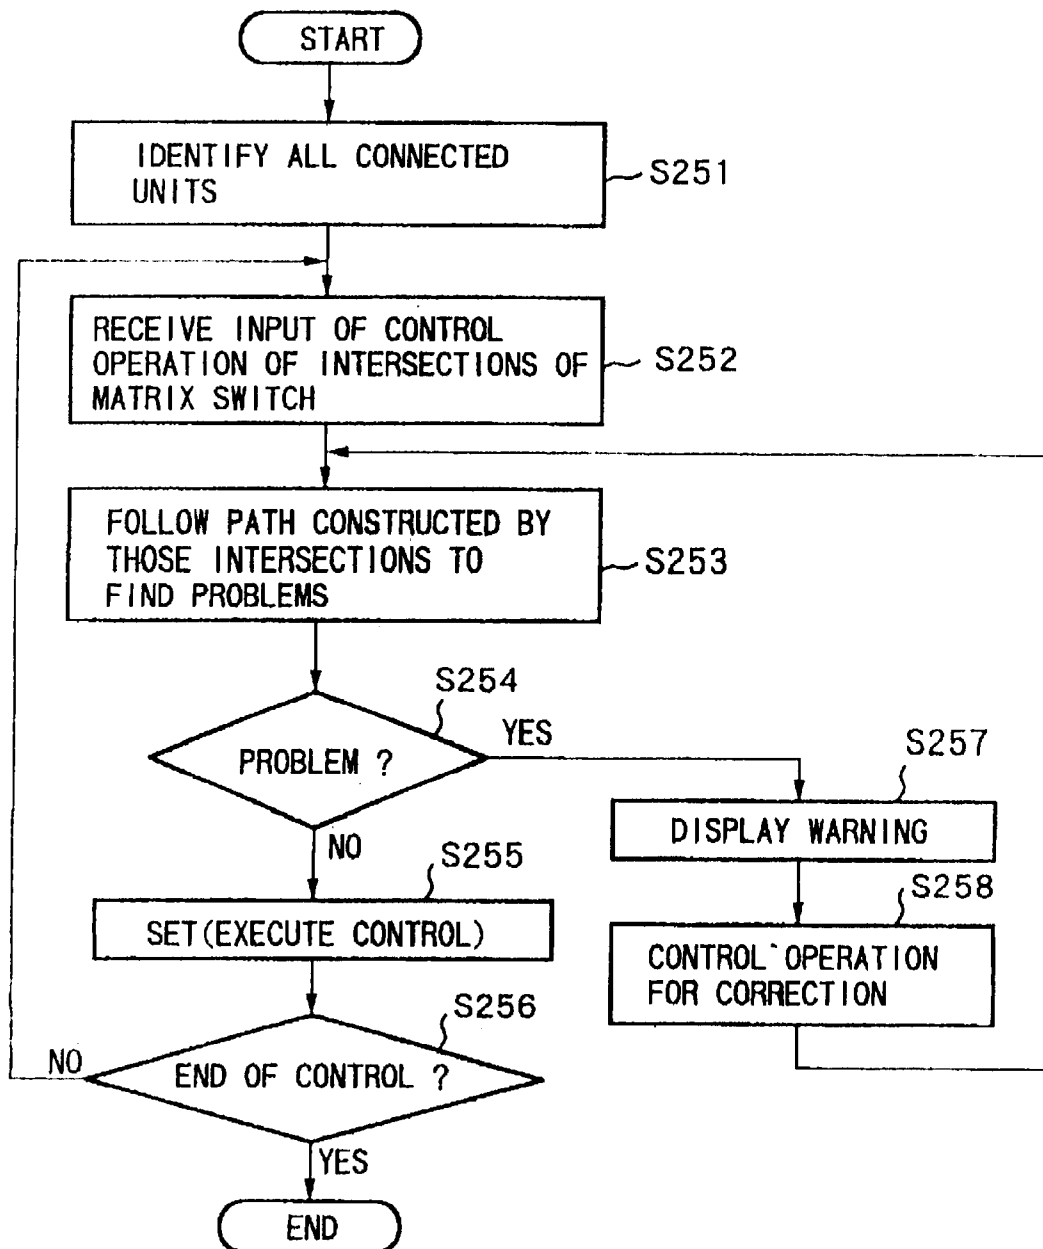 START
IDENTIFY ALL CONNECTED
UNITS
S251
RECEIVE INPUT OF CONTROL
OPERATION OF INTERSECTIONS OF
MATRIX SWITCH
S252
FOLLOW PATH CONSTRUCTED BY
THOSE INTERSECTIONS TO
FIND PROBLEMS
S253
S254
PROBLEM ?
YES
NO
S257
DISPLAY WARNING
S255
SET(EXECUTE CONTROL)
S258
CONTROL OPERATION
FOR CORRECTION
S256
END OF CONTROL ?
NO
YES
END